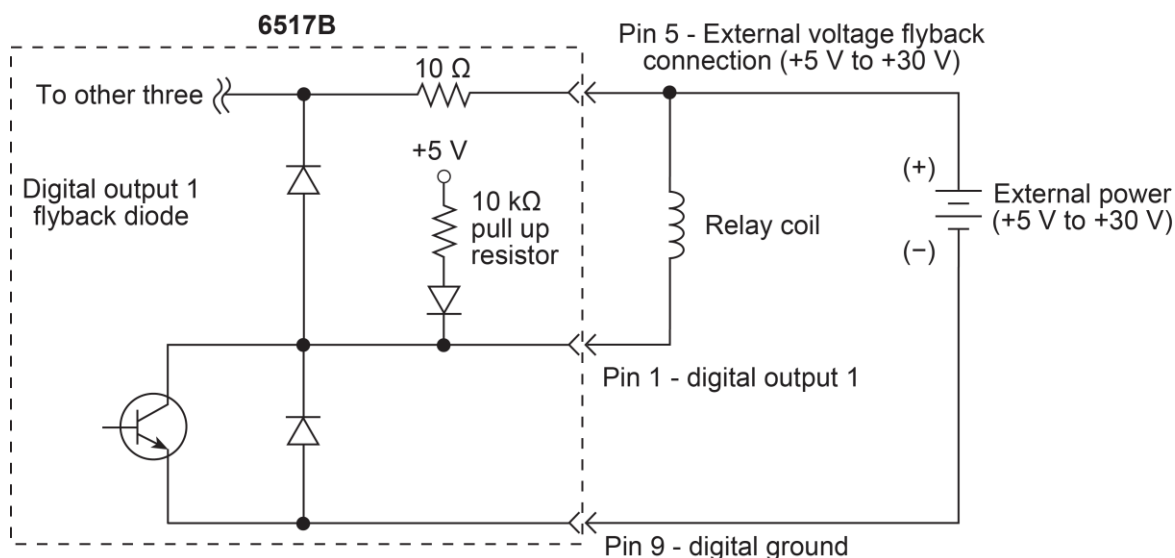 6517B
Pin 5 - External voltage flyback
connection (+5 V to +30 V)
10 Ω
To other three
+5 V
10 kΩ
pull up
resistor
Digital output 1
flyback diode
Relay coil
(+)
External power
(+5 V to +30 V)
(−)
Pin 1 - digital output 1
Pin 9 - digital ground